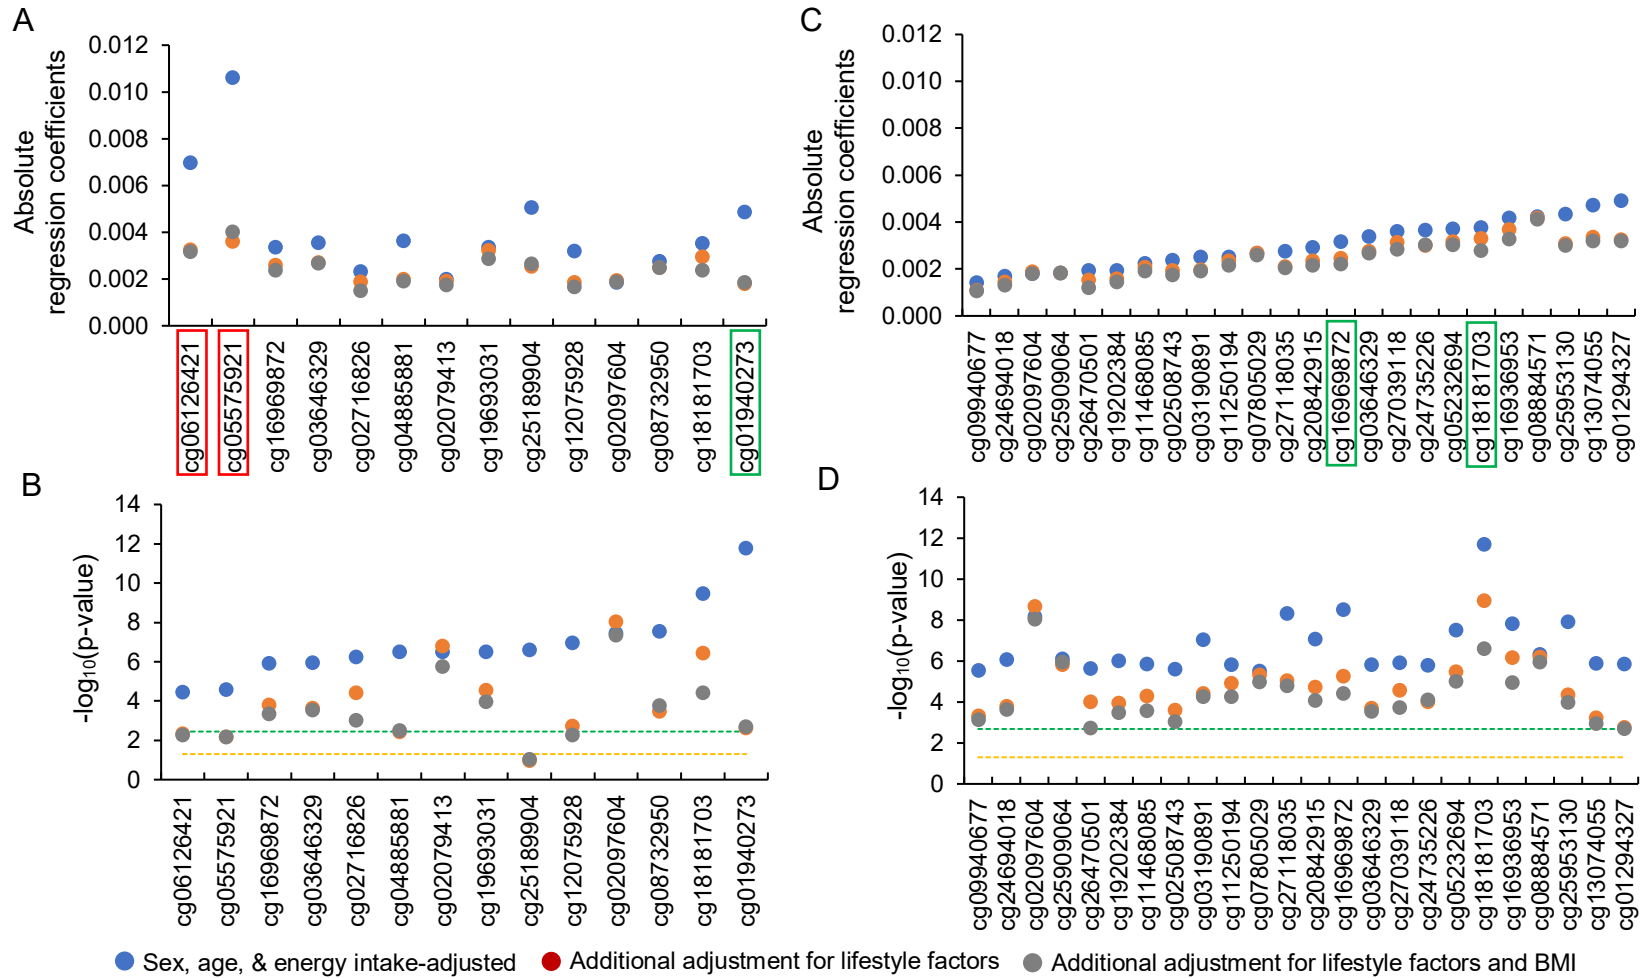 A
Absolute
regression coefficients
0.012
0.010
0.008
0.006
0.004
0.002
0.000
cg06126421
cg05575921
cg16969872
cg03646329
cg02716826
cg04885881
cg02079413
cg19693031
cg25189904
cg12075928
cg02097604
cg08732950
cg18181703
cg01940273
B
-log₁₀(p-value)
14
12
10
8
6
4
2
0
cg06126421
cg05575921
cg16969872
cg03646329
cg02716826
cg04885881
cg02079413
cg19693031
cg25189904
cg12075928
cg02097604
cg08732950
cg18181703
cg01940273
C
Absolute
regression coefficients
0.012
0.010
0.008
0.006
0.004
0.002
0.000
cg09940677
cg24694018
cg02097604
cg25909064
cg26470501
cg19202384
cg11468085
cg02508743
cg03190891
cg11250194
cg07805029
cg27118035
cg20842915
cg16969872
cg03646329
cg27039118
cg24735226
cg05232694
cg18181703
cg16936953
cg08884571
cg25953130
cg13074055
cg01294327
D
-log₁₀(p-value)
14
12
10
8
6
4
2
0
cg09940677
cg24694018
cg02097604
cg25909064
cg26470501
cg19202384
cg11468085
cg02508743
cg03190891
cg11250194
cg07805029
cg27118035
cg20842915
cg16969872
cg03646329
cg27039118
cg24735226
cg05232694
cg18181703
cg16936953
cg08884571
cg25953130
cg13074055
cg01294327
Sex, age, & energy intake-adjusted
Additional adjustment for lifestyle factors
Additional adjustment for lifestyle factors and BMI